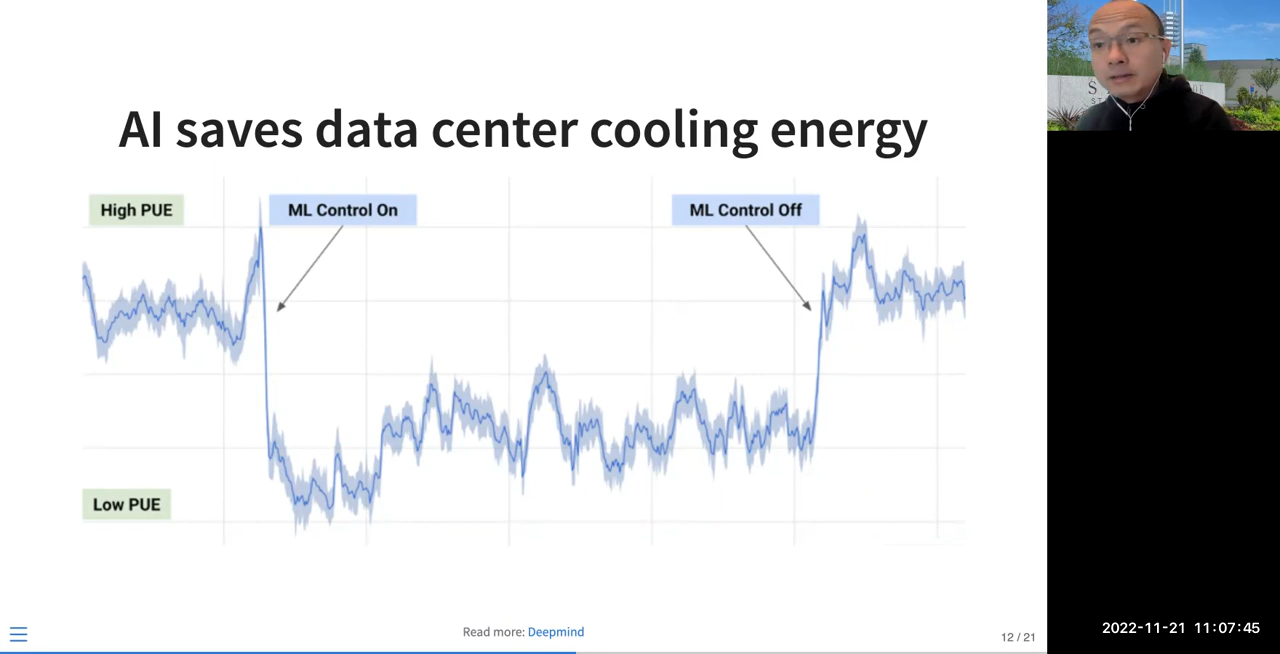 AI saves data center cooling energy
High PUE
ML Control On
ML Control Off
Low PUE
Read more: Deepmind
12 / 21
2022-11-21 11:07:45